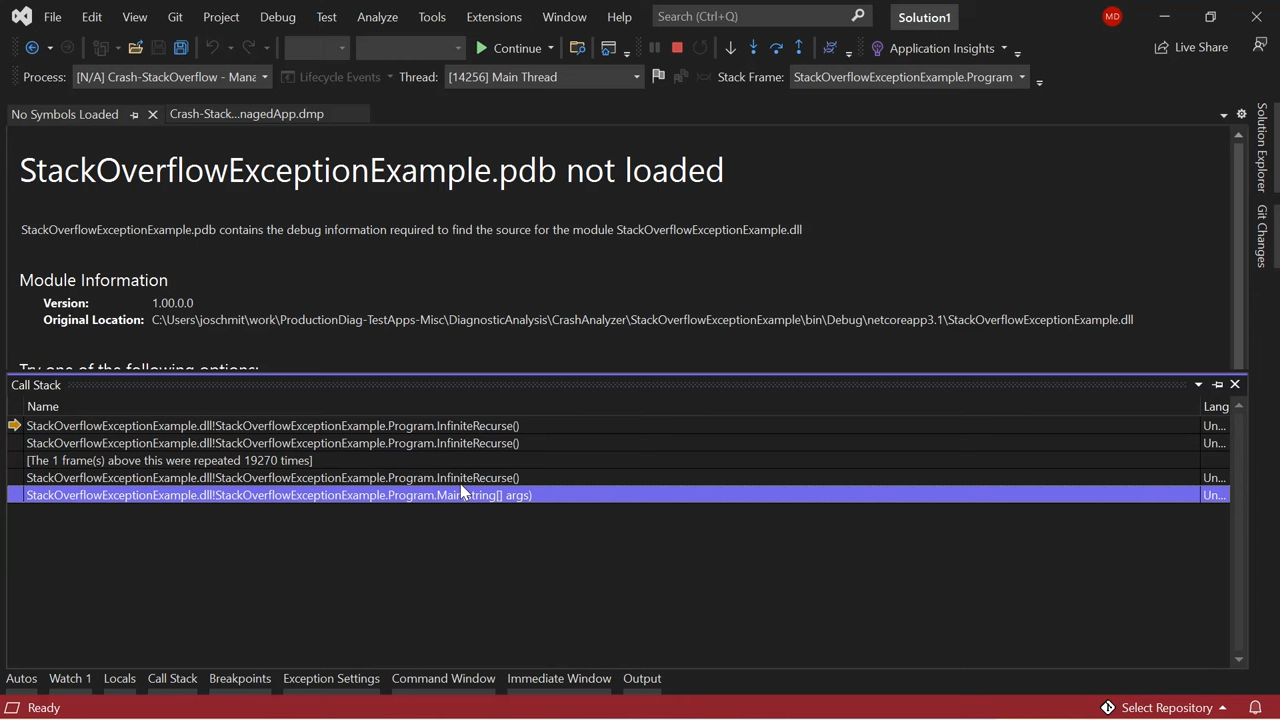 File Edit View Git Project Debug Test Analyze Tools Extensions Window Help Search (Ctrl+Q) Solution1 MD
Continue Application Insights Live Share
Process: [N/A] Crash-StackOverflow - Mana Lifecycle Events Thread: [14256] Main Thread Stack Frame: StackOverflowExceptionExample.Program
No Symbols Loaded Crash-Stack...nagedApp.dmp
StackOverflowExceptionExample.pdb not loaded
StackOverflowExceptionExample.pdb contains the debug information required to find the source for the module StackOverflowExceptionExample.dll
Module Information
Version: 1.00.0.0
Original Location: C:\Users\joschmit\work\ProductionDiag-TestApps-Misc\DiagnosticAnalysis\CrashAnalyzer\StackOverflowExceptionExample\bin\Debug\netcoreapp3.1\StackOverflowExceptionExample.dll
Try one of the following options:
Solution Explorer
Git Changes
Call Stack
Name Lang
StackOverflowExceptionExample.dll!StackOverflowExceptionExample.Program.InfiniteRecurse() Un...
StackOverflowExceptionExample.dll!StackOverflowExceptionExample.Program.InfiniteRecurse() Un...
[The 1 frame(s) above this were repeated 19270 times]
StackOverflowExceptionExample.dll!StackOverflowExceptionExample.Program.InfiniteRecurse() Un...
StackOverflowExceptionExample.dll!StackOverflowExceptionExample.Program.Main(string[] args) Un...
Autos Watch 1 Locals Call Stack Breakpoints Exception Settings Command Window Immediate Window Output
Ready Select Repository